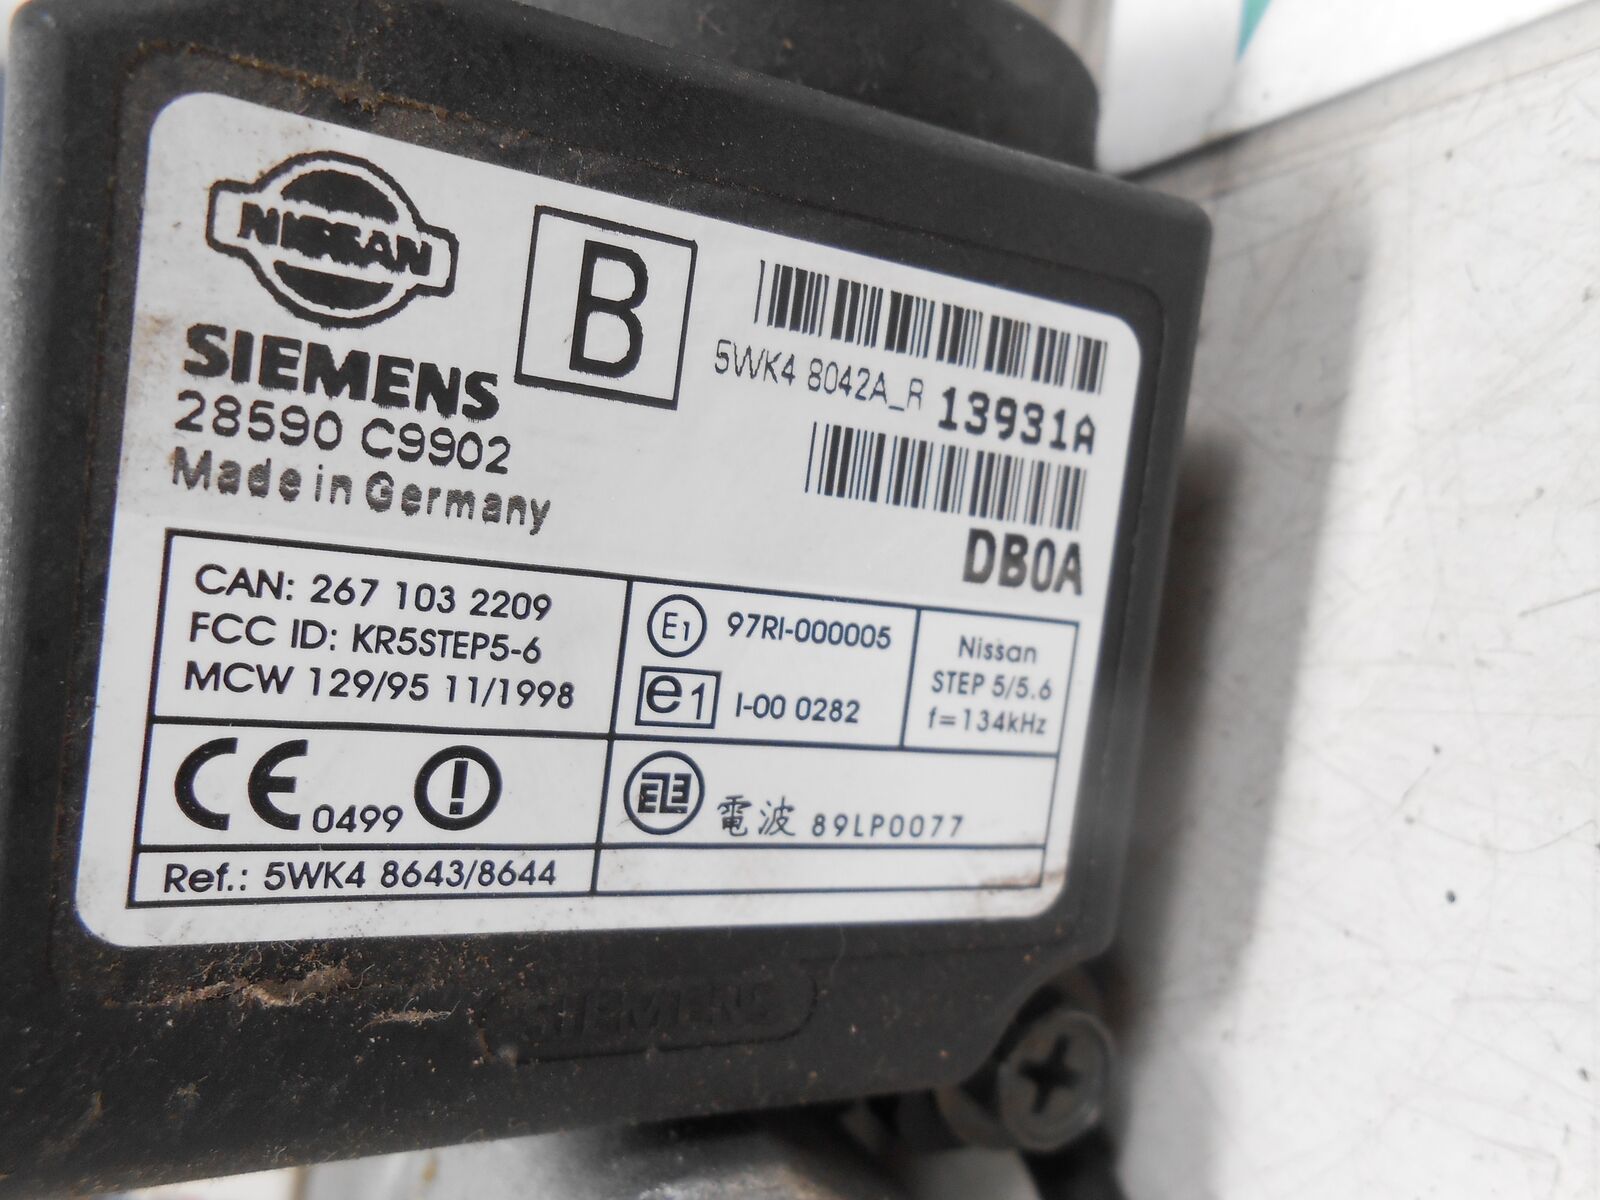 NISSAN
SIEMENS
28590 C9902
Made in Germany
B
5WK4 8042A_R 13931A
DB0A
CAN: 267 103 2209
FCC ID: KR5STEP5-6
MCW 129/95 11/1998
E1 97RI-000005
e1 I-00 0282
Nissan
STEP 5/5.6
f=134kHz
CE 0499
電波 89LP0077
Ref.: 5WK4 8643/8644
SIEMENS